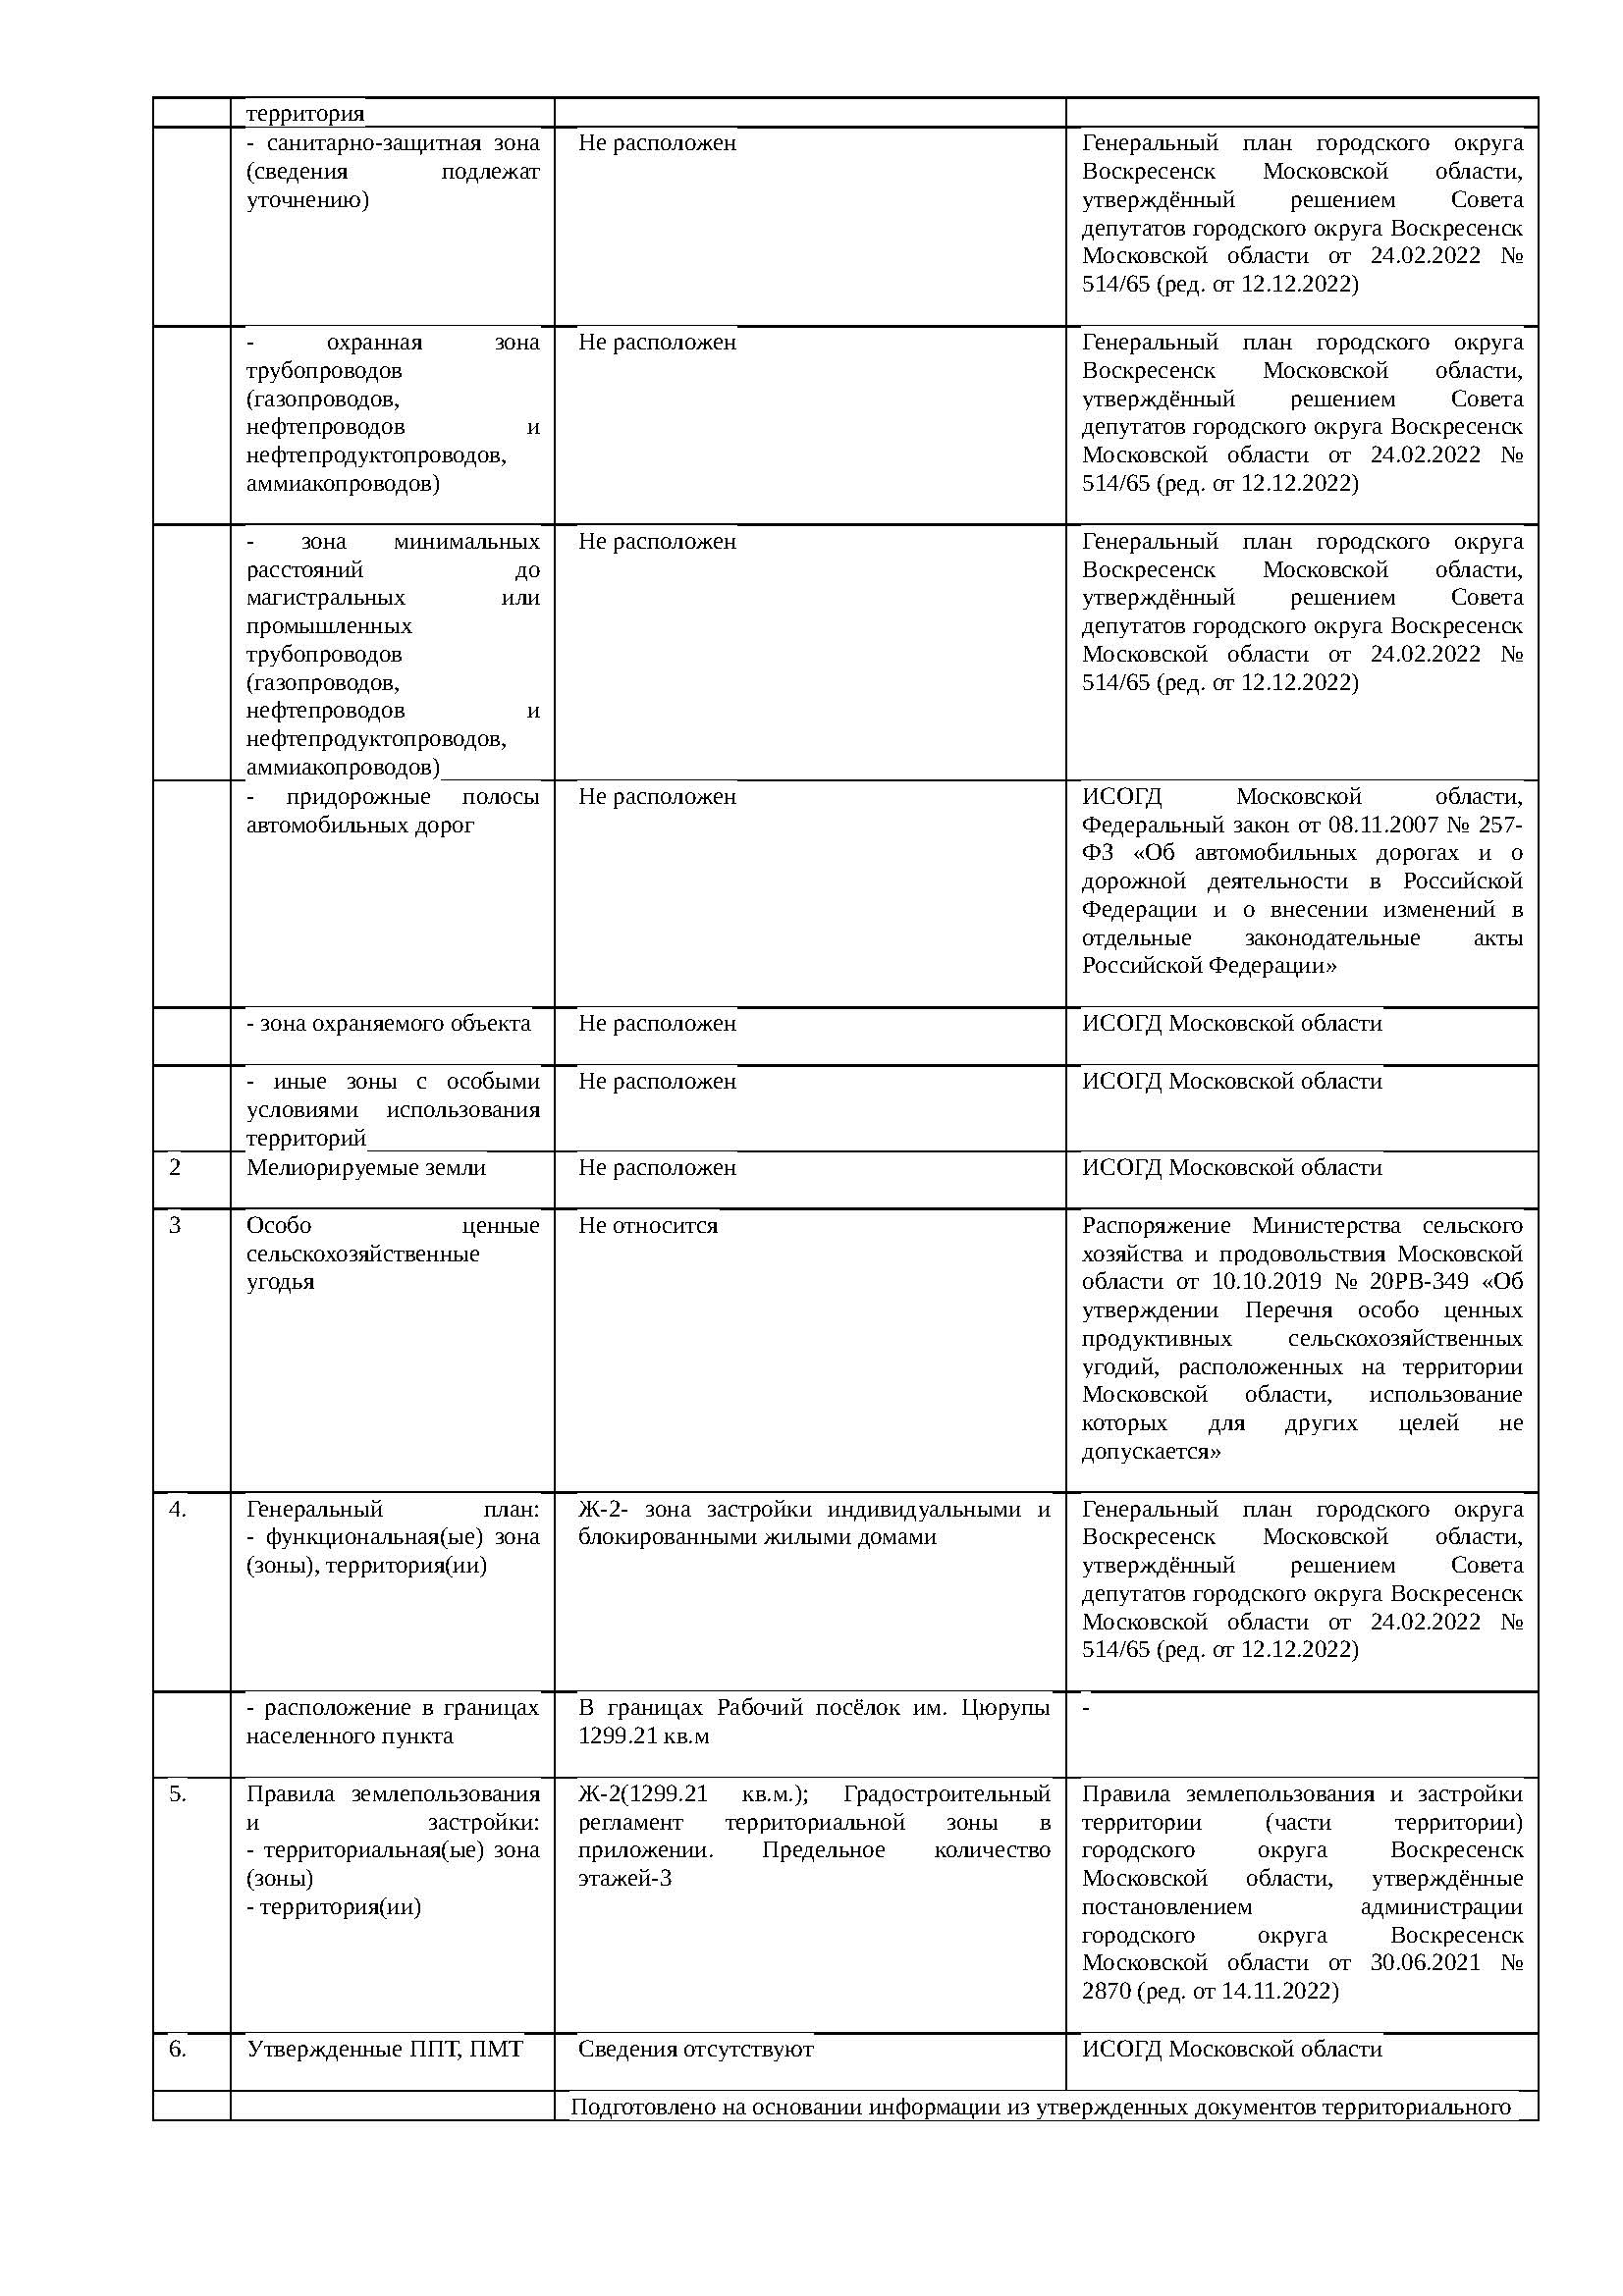 территория
- санитарно-защитная зона
(сведения подлежат
уточнению)
Не расположен
Генеральный план городского округа
Воскресенск Московской области,
утверждённый решением Совета
депутатов городского округа Воскресенск
Московской области от 24.02.2022 №
514/65 (ред. от 12.12.2022)
- охранная зона
трубопроводов
(газопроводов,
нефтепроводов и
нефтепродуктопроводов,
аммиакопроводов)
Не расположен
Генеральный план городского округа
Воскресенск Московской области,
утверждённый решением Совета
депутатов городского округа Воскресенск
Московской области от 24.02.2022 №
514/65 (ред. от 12.12.2022)
- зона минимальных
расстояний до
магистральных или
промышленных
трубопроводов
(газопроводов,
нефтепроводов и
нефтепродуктопроводов,
аммиакопроводов)
Не расположен
Генеральный план городского округа
Воскресенск Московской области,
утверждённый решением Совета
депутатов городского округа Воскресенск
Московской области от 24.02.2022 №
514/65 (ред. от 12.12.2022)
- придорожные полосы
автомобильных дорог
Не расположен
ИСОГД Московской области,
Федеральный закон от 08.11.2007 № 257-
ФЗ «Об автомобильных дорогах и о
дорожной деятельности в Российской
Федерации и о внесении изменений в
отдельные законодательные акты
Российской Федерации»
- зона охраняемого объекта
Не расположен
ИСОГД Московской области
- иные зоны с особыми
условиями использования
территорий
Не расположен
ИСОГД Московской области
2
Мелиорируемые земли
Не расположен
ИСОГД Московской области
3
Особо ценные
сельскохозяйственные
угодья
Не относится
Распоряжение Министерства сельского
хозяйства и продовольствия Московской
области от 10.10.2019 № 20РВ-349 «Об
утверждении Перечня особо ценных
продуктивных сельскохозяйственных
угодий, расположенных на территории
Московской области, использование
которых для других целей не
допускается»
4.
Генеральный план:
- функциональная(ые) зона
(зоны), территория(ии)
Ж-2- зона застройки индивидуальными и
блокированными жилыми домами
Генеральный план городского округа
Воскресенск Московской области,
утверждённый решением Совета
депутатов городского округа Воскресенск
Московской области от 24.02.2022 №
514/65 (ред. от 12.12.2022)
- расположение в границах
населенного пункта
В границах Рабочий посёлок им. Цюрупы
1299.21 кв.м
-
5.
Правила землепользования
и застройки:
- территориальная(ые) зона
(зоны)
- территория(ии)
Ж-2(1299.21 кв.м.); Градостроительный
регламент территориальной зоны в
приложении. Предельное количество
этажей-3
Правила землепользования и застройки
территории (части территории)
городского округа Воскресенск
Московской области, утверждённые
постановлением администрации
городского округа Воскресенск
Московской области от 30.06.2021 №
2870 (ред. от 14.11.2022)
6.
Утвержденные ППТ, ПМТ
Сведения отсутствуют
ИСОГД Московской области
Подготовлено на основании информации из утвержденных документов территориального